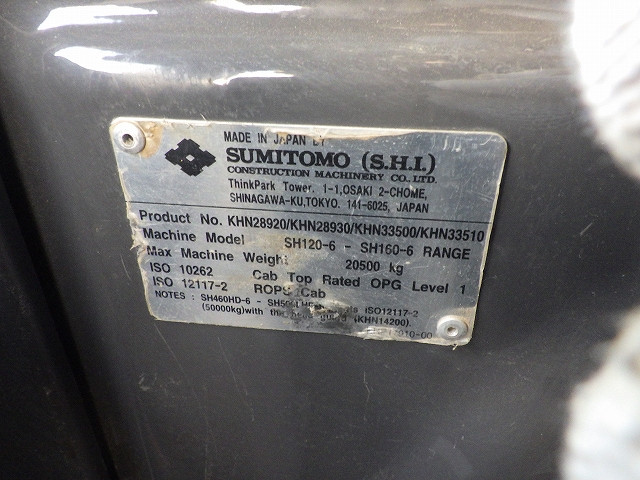 MADE IN JAPAN BY
SUMITOMO (S.H.I.)
CONSTRUCTION MACHINERY CO., LTD.
ThinkPark Tower. 1-1,OSAKI 2-CHOME,
SHINAGAWA-KU,TOKYO. 141-6025, JAPAN
Product No. KHN28920/KHN28930/KHN33500/KHN33510
Machine Model SH120-6 - SH160-6 RANGE
Max Machine Weight 20500 kg
ISO 10262 Cab Top Rated OPG Level 1
ISO 12117-2 ROPS Cab
NOTES : SH460HD-6 - ISO12117-2
(50000kg)with (KHN14200).